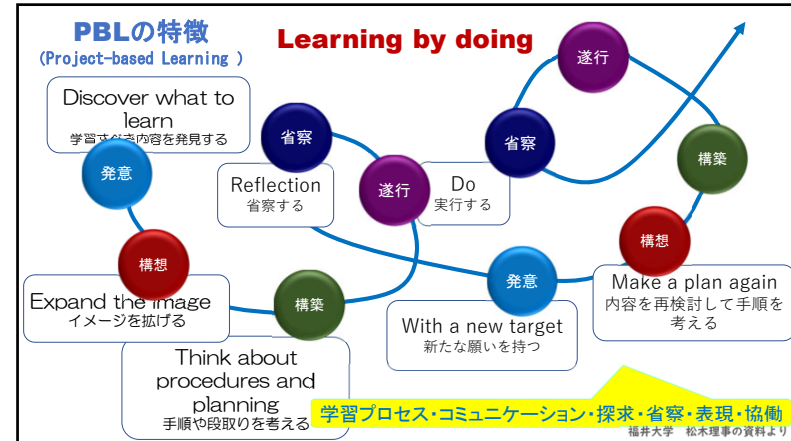 PBLの特徴
(Project-based Learning )
Learning by doing
Discover what to
learn
学習すべき内容を発見する
発意
構想
Expand the image
イメージを拡げる
構築
Think about
procedures and
planning
手順や段取りを考える
省察
Reflection
省察する
遂行
Do
実行する
発意
With a new target
新たな願いを持つ
構想
Make a plan again
内容を再検討して手順を
考える
構築
遂行
省察
学習プロセス・コミュニケーション・探求・省察・表現・協働
福井大学 松木理事の資料より